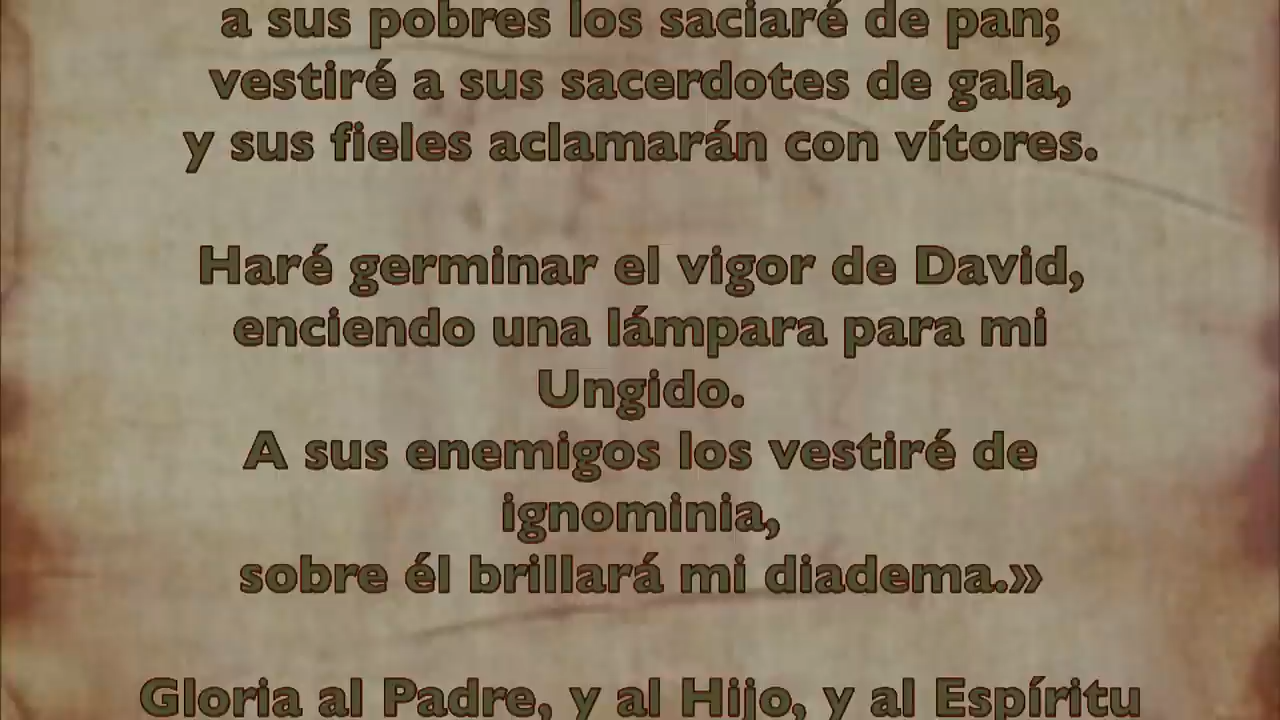 a sus pobres los saciaré de pan;
vestiré a sus sacerdotes de gala,
y sus fieles aclamarán con vítores.
Haré germinar el vigor de David,
enciendo una lámpara para mi
Ungido.
A sus enemigos los vestiré de
ignominia,
sobre él brillará mi diadema.»
Gloria al Padre, y al Hijo, y al Espíritu